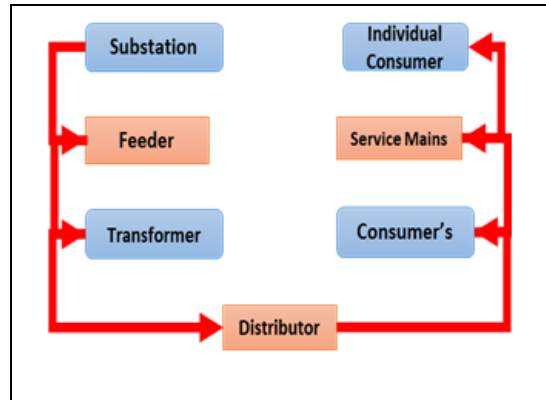 Substation
Individual
Consumer
Feeder
Service Mains
Transformer
Consumer's
Distributor